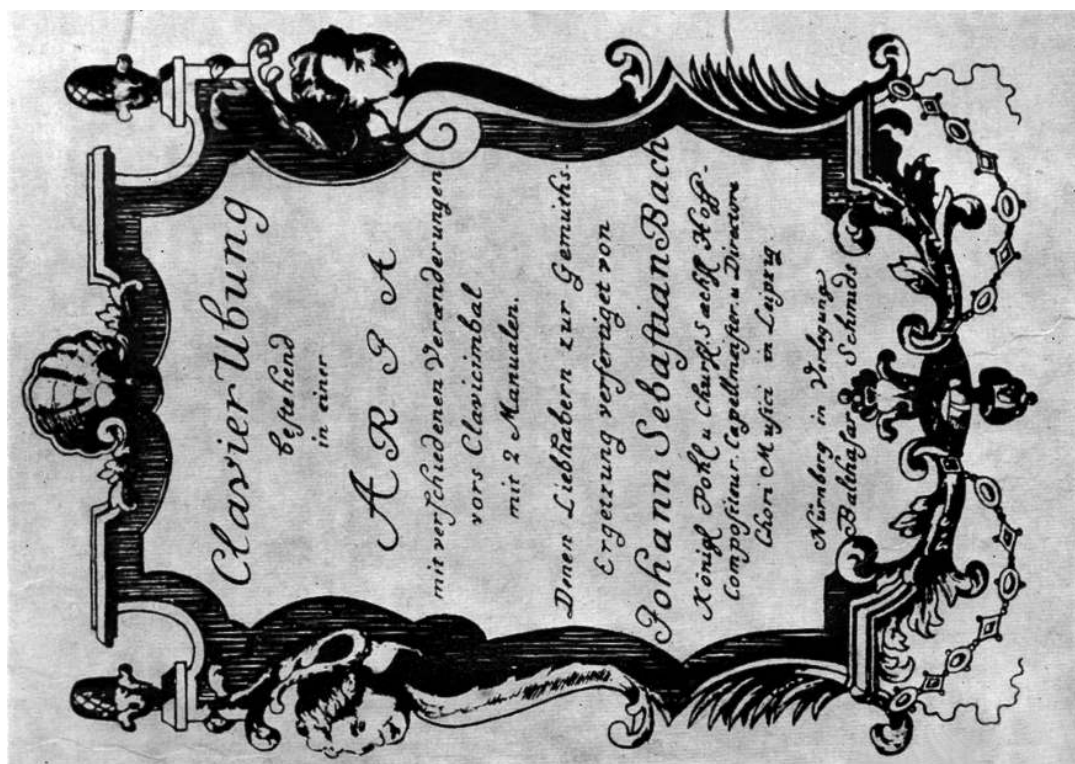 Clavier Ubung
bestehend
in einer
ARIA
mit verschiedenen Verænderungen
vors Clavicimbal
mit 2 Manualen.
Denen Liebhabern zur Gemüths-
Ergetzung verfertiget von
Johann Sebastian Bach
Königl. Pohl. u. Churfl. Sæchs. Hoff-
Compositeur, Capellmeister, u. Directore
Chori Musici in Leipzig.
Nürnberg in Verlegung
Balthasar Schmids